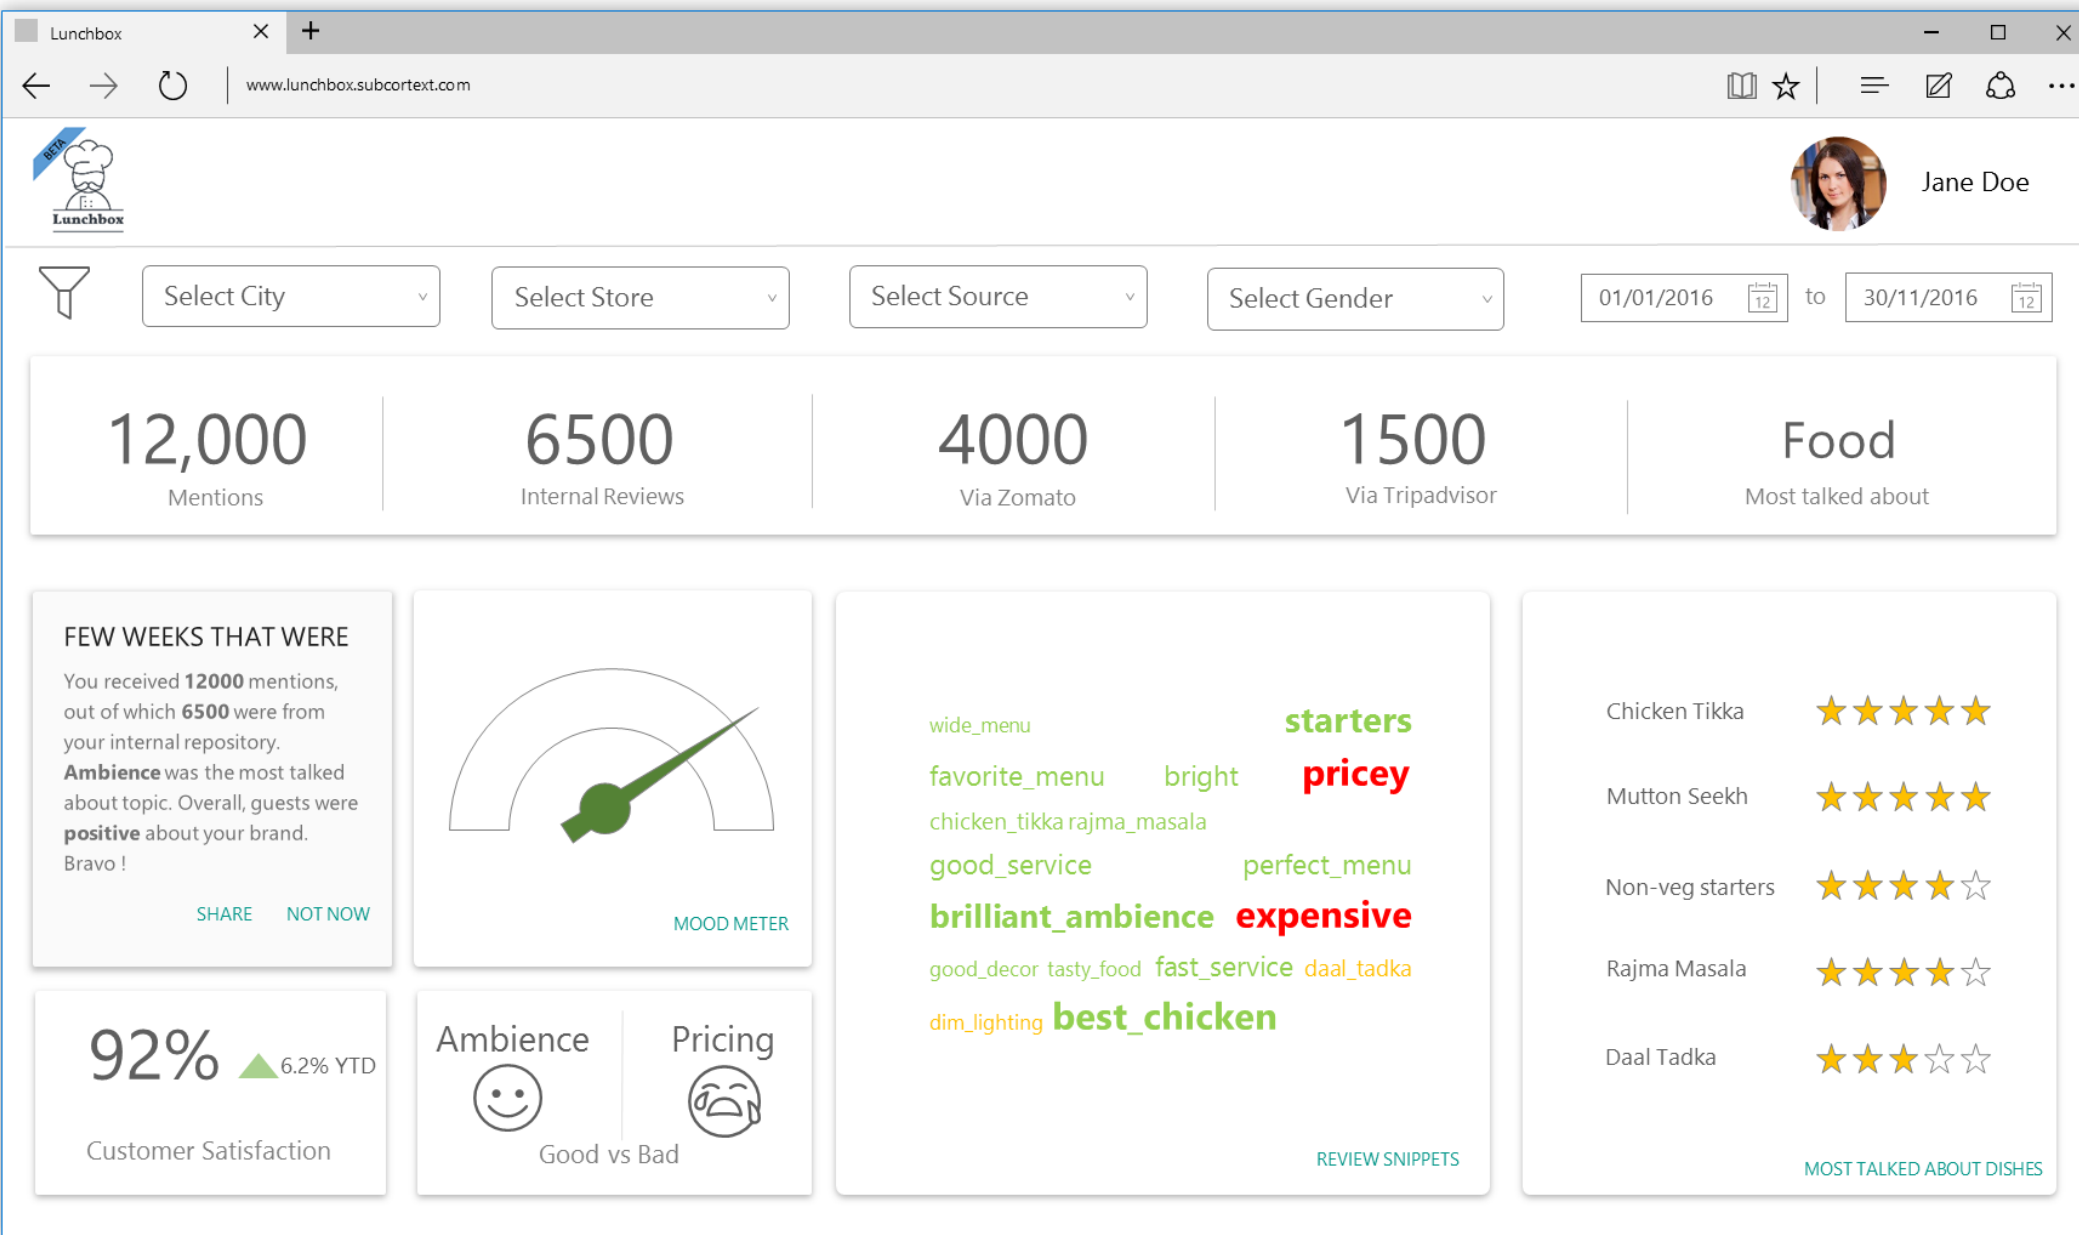 Lunchbox
www.lunchbox.subcortext.com
BETA
Lunchbox
Jane Doe
Select City
Select Store
Select Source
Select Gender
01/01/2016 12 to 30/11/2016 12
12,000
Mentions
6500
Internal Reviews
4000
Via Zomato
1500
Via Tripadvisor
Food
Most talked about
FEW WEEKS THAT WERE
You received 12000 mentions,
out of which 6500 were from
your internal repository.
Ambience was the most talked
about topic. Overall, guests were
positive about your brand.
Bravo !
SHARE NOT NOW
MOOD METER
92% 6.2% YTD
Customer Satisfaction
Ambience Pricing
Good vs Bad
wide_menu starters
favorite_menu bright pricey
chicken_tikka rajma_masala
good_service perfect_menu
brilliant_ambience expensive
good_decor tasty_food fast_service daal_tadka
dim_lighting best_chicken
REVIEW SNIPPETS
Chicken Tikka
Mutton Seekh
Non-veg starters
Rajma Masala
Daal Tadka
MOST TALKED ABOUT DISHES